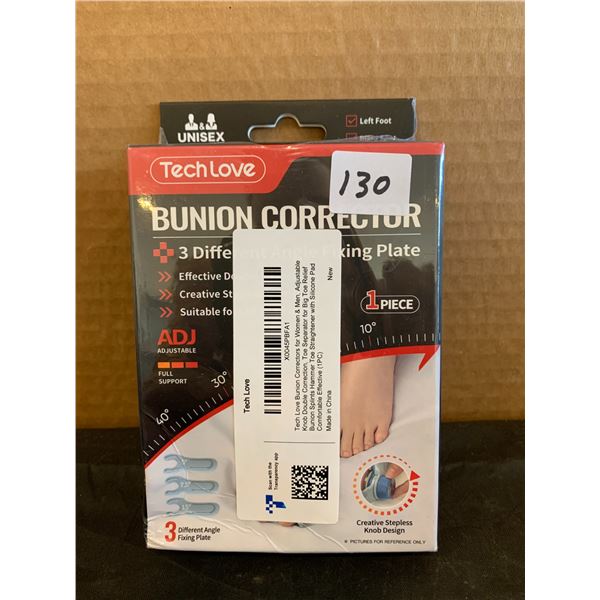 UNISEX
Left Foot
TechLove
130
BUNION CORRECTOR
3 Different Angle Fixing Plate
Effective
Creative
Suitable for
1 PIECE
ADJ
ADJUSTABLE
FULL
SUPPORT
10°
30°
40°
Tech Love
X0045PBFA1
Tech Love Bunion Correctors for Women & Men, Adjustable
Knob Double Correction, Toe Separator for Big Toe Relief
Bunion Splints Hammer Toe Straightener with Silicone Pad
Comfortable Effective (1PC)
Made in China
New
Scan with the
Transparency app
15°
3 Different Angle
Fixing Plate
Creative Stepless
Knob Design
* PICTURES FOR REFERENCE ONLY